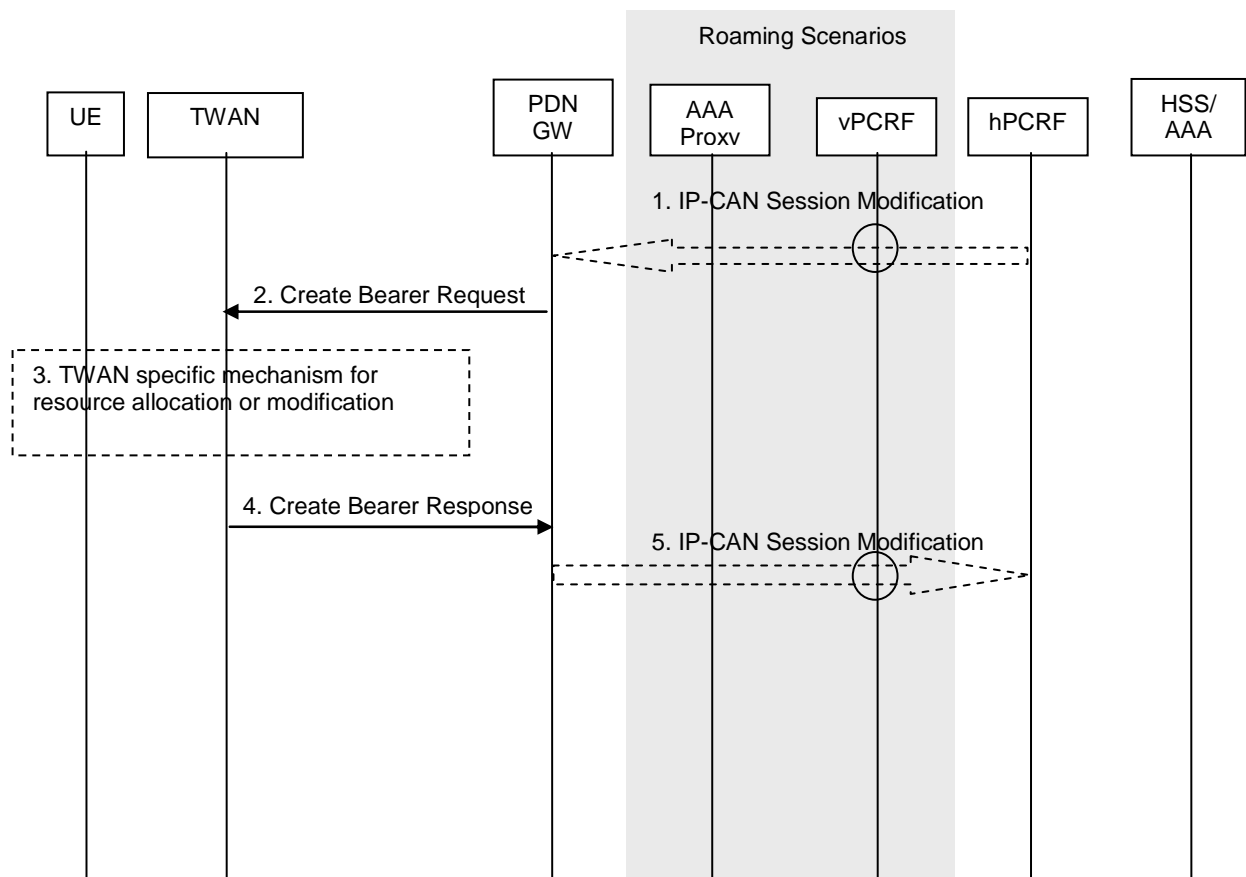 Roaming Scenarios
UE
TWAN
PDN
GW
AAA
Proxy
vPCRF
hPCRF
HSS/
AAA
1. IP-CAN Session Modification
2. Create Bearer Request
3. TWAN specific mechanism for
resource allocation or modification
4. Create Bearer Response
5. IP-CAN Session Modification